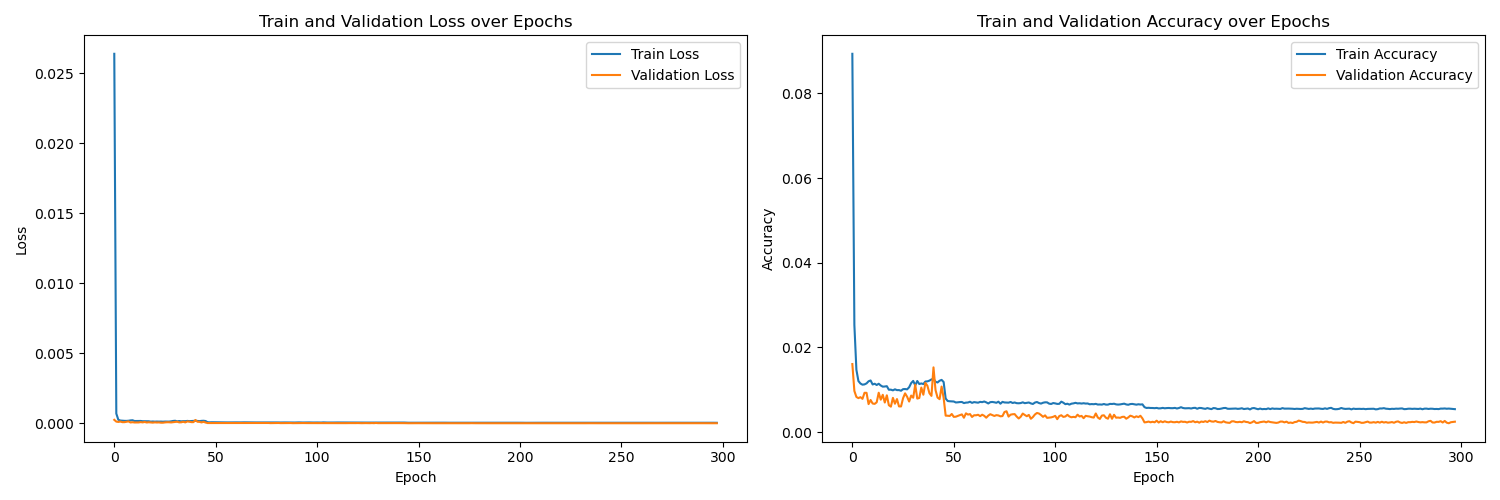 Train and Validation Loss over Epochs
Train Loss
Validation Loss
0.025
0.020
0.015
0.010
0.005
0.000
Loss
0
50
100
150
200
250
300
Epoch
Train and Validation Accuracy over Epochs
Train Accuracy
Validation Accuracy
0.08
0.06
0.04
0.02
0.00
Accuracy
0
50
100
150
200
250
300
Epoch